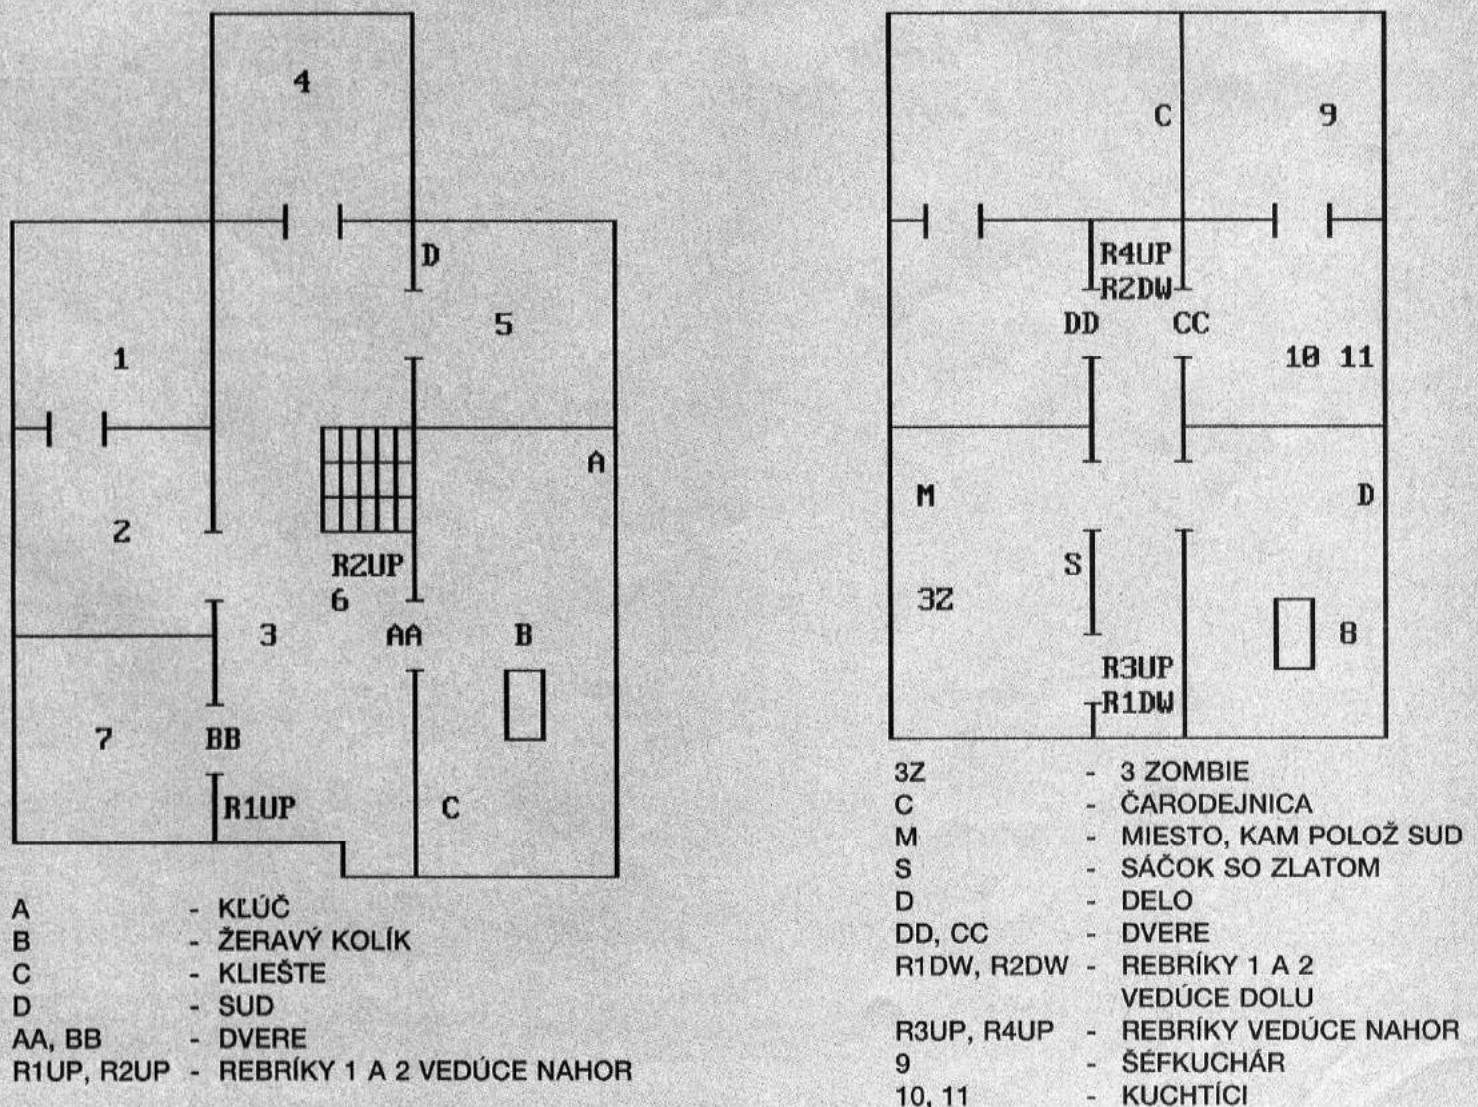 4
D
5
1
A
2
R2UP
6
3
AA
B
7
BB
R1UP
C
A - KĽÚČ
B - ŽERAVÝ KOLÍK
C - KLIEŠTE
D - SUD
AA, BB - DVERE
R1UP, R2UP - REBRÍKY 1 A 2 VEDÚCE NAHOR
C
9
R4UP
R2DW
DD
CC
10 11
M
D
S
3Z
8
R3UP
R1DW
3Z - 3 ZOMBIE
C - ČARODEJNICA
M - MIESTO, KAM POLOŽ SUD
S - SÁČOK SO ZLATOM
D - DELO
DD, CC - DVERE
R1DW, R2DW - REBRÍKY 1 A 2
VEDÚCE DOLU
R3UP, R4UP - REBRÍKY VEDÚCE NAHOR
9 - ŠÉFKUCHÁR
10, 11 - KUCHTÍCI